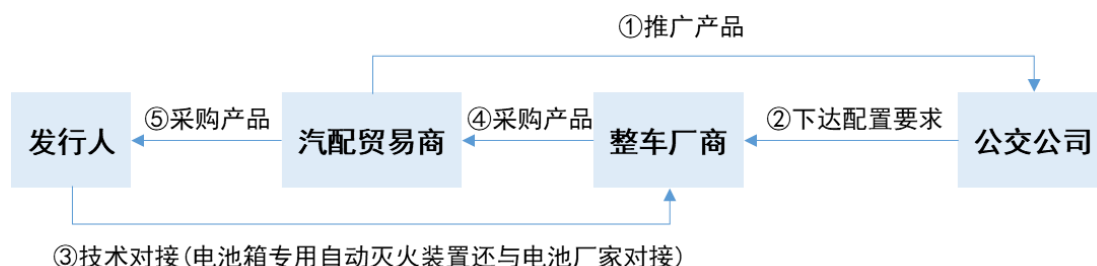 ①推广产品
⑤采购产品
④采购产品
②下达配置要求
发行人
汽配贸易商
整车厂商
公交公司
③技术对接(电池箱专用自动灭火装置还与电池厂家对接)